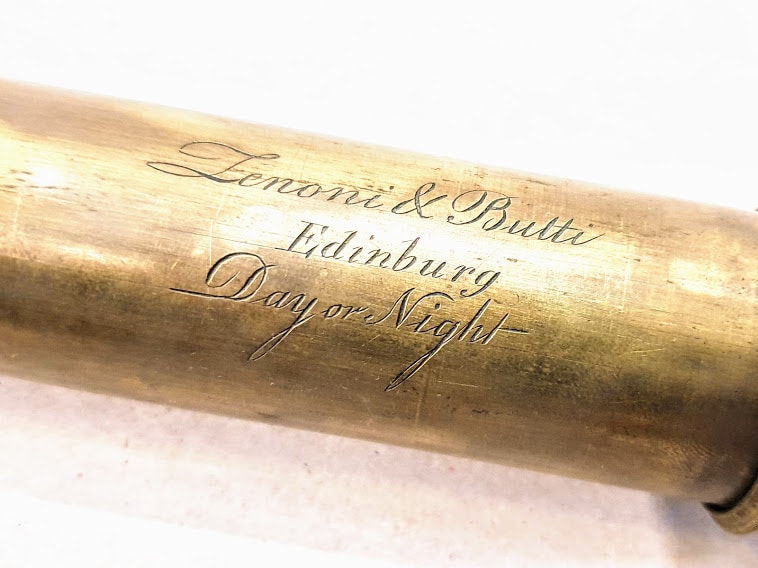 Zenoni & Butti
Edinburg
Day or Night